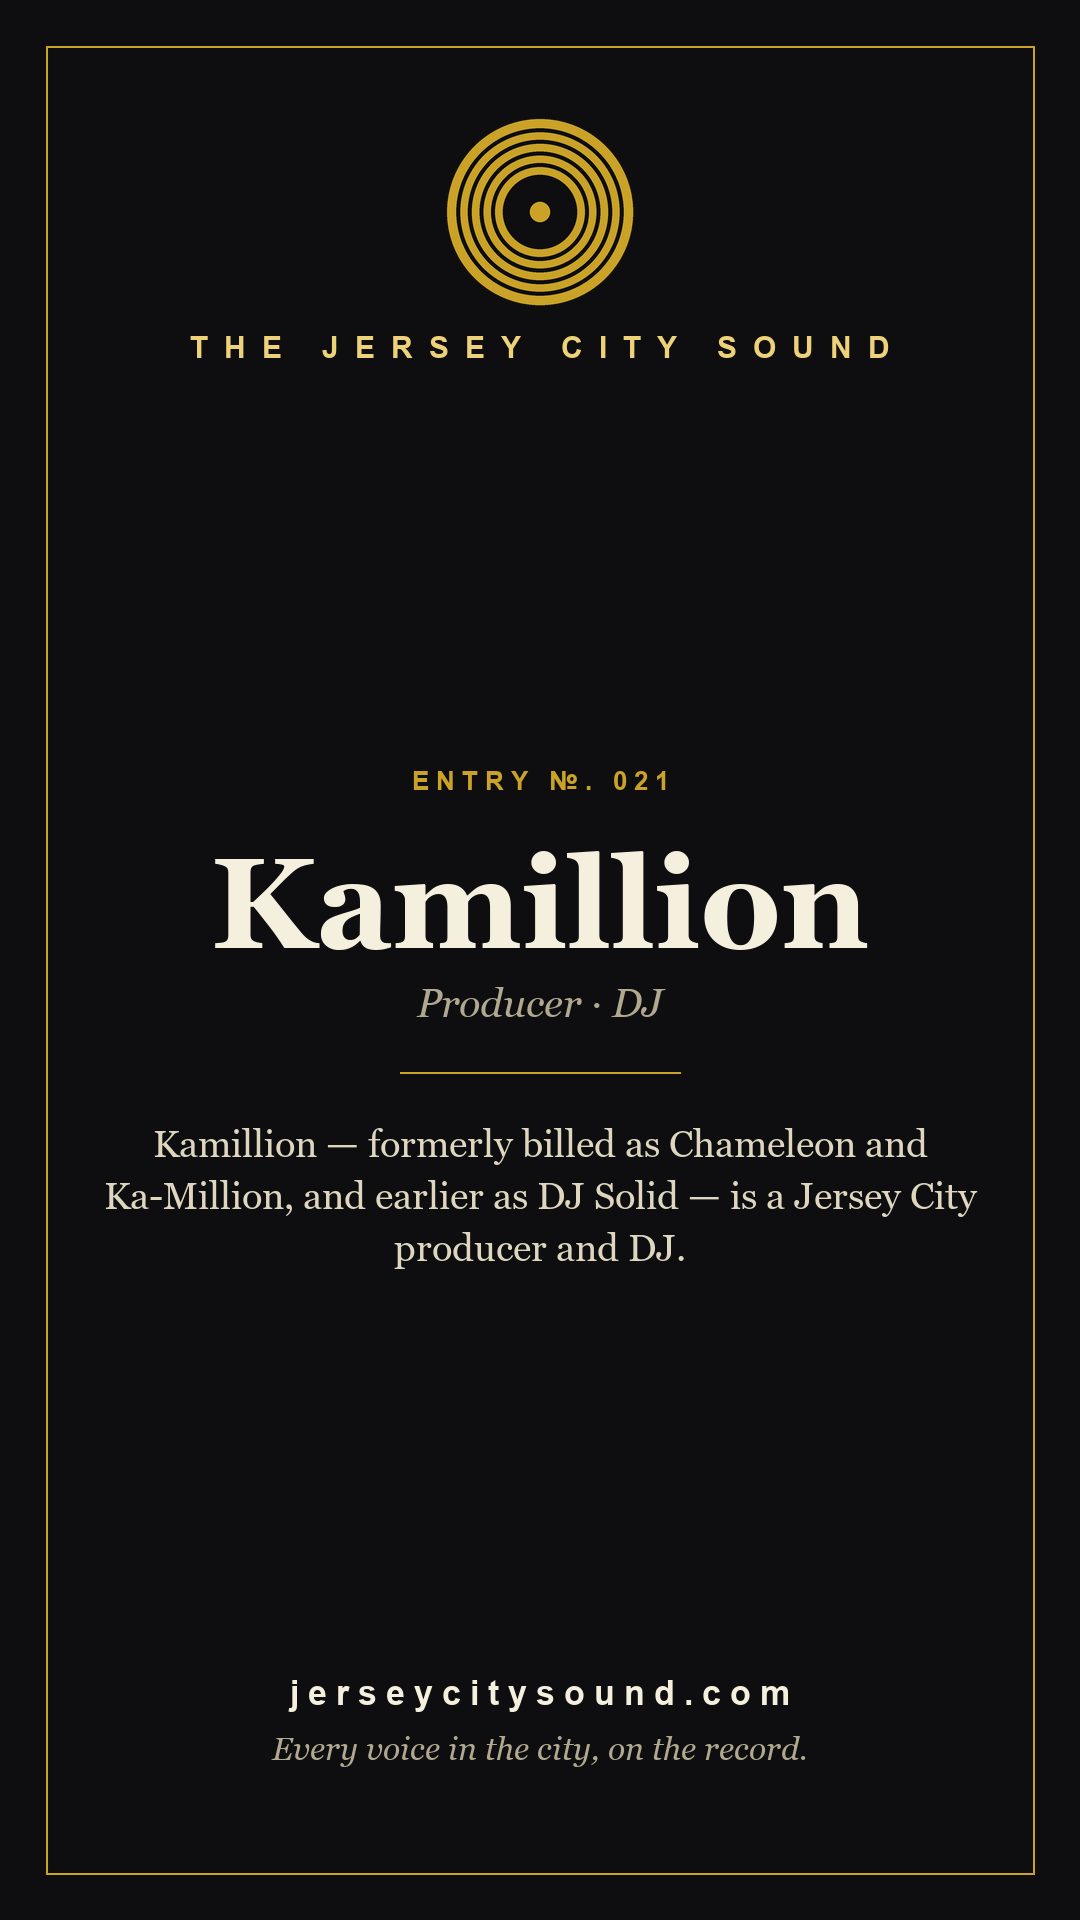 THE JERSEY CITY SOUND
ENTRY №. 021
Kamillion
Producer · DJ
Kamillion — formerly billed as Chameleon and
Ka-Million, and earlier as DJ Solid — is a Jersey City
producer and DJ.
jerseycitysound.com
Every voice in the city, on the record.